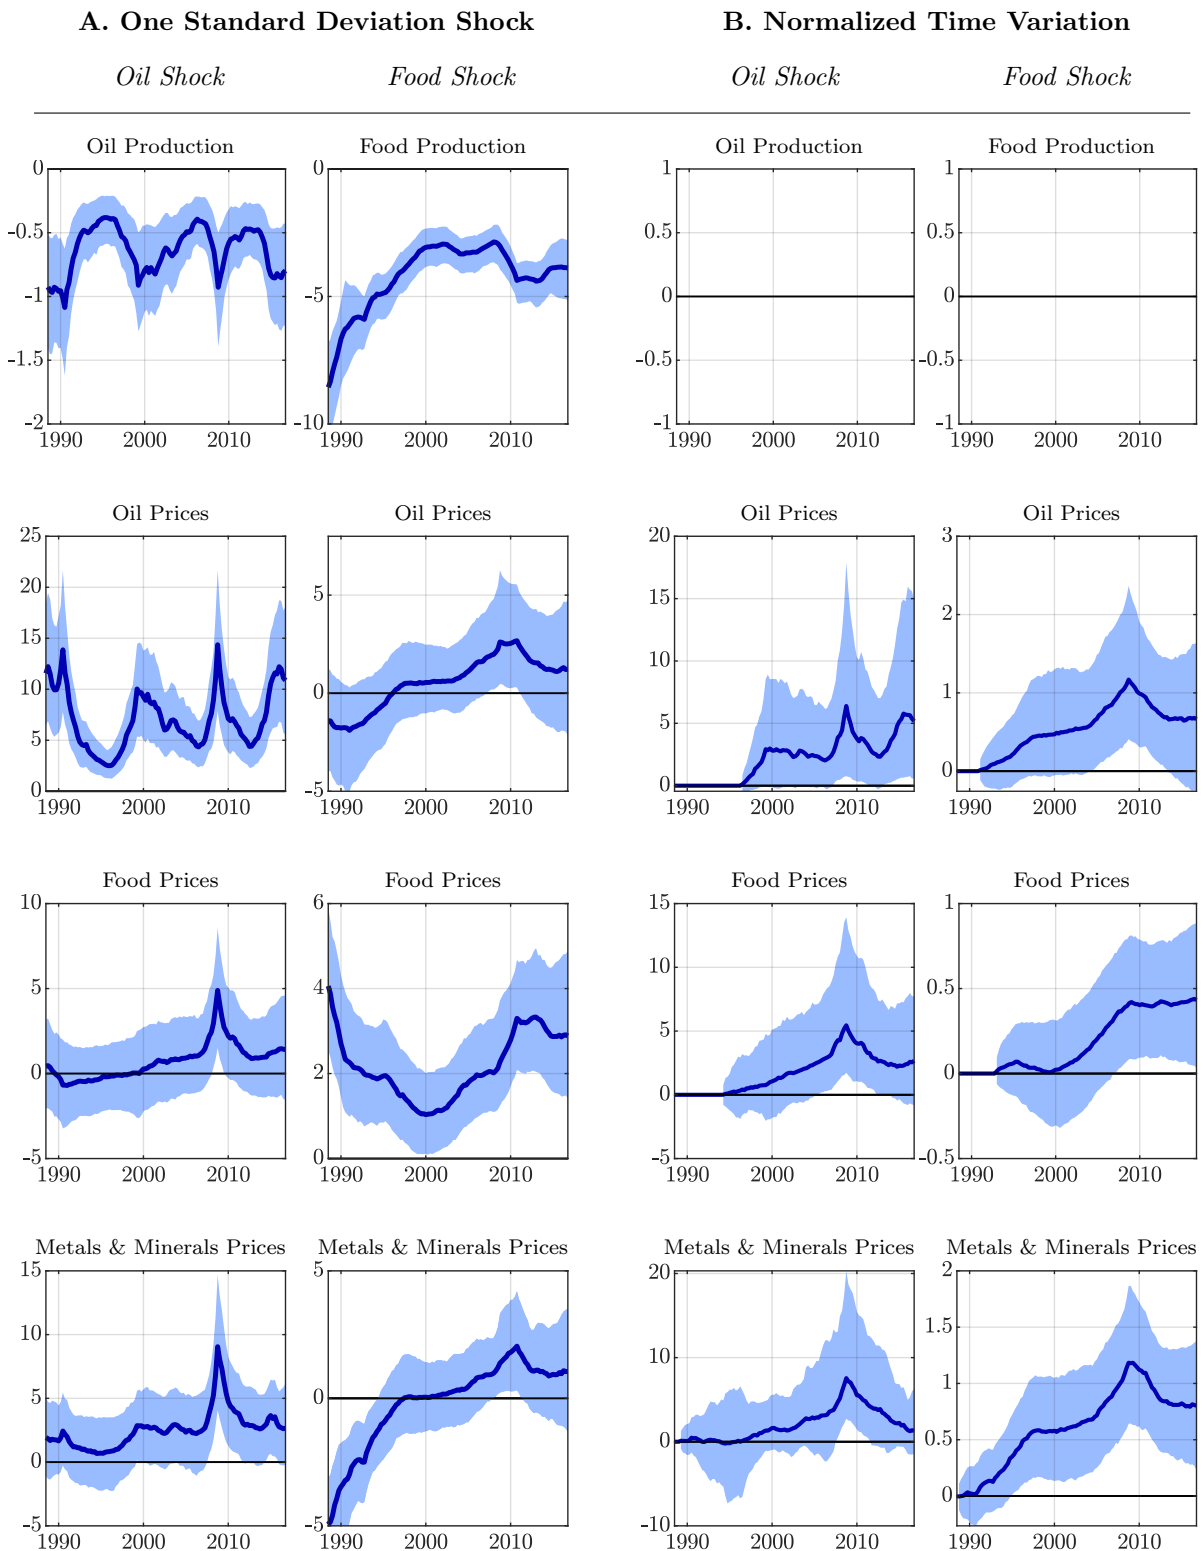 A. One Standard Deviation Shock B. Normalized Time Variation
Oil Shock Food Shock Oil Shock Food Shock
Oil Production Food Production Oil Production Food Production
0 0 1 1
-0.5 0.5 0.5
-1 -5 0 0
-1.5 -0.5 -0.5
-2 -10 -1 -1
1990 2000 2010 1990 2000 2010 1990 2000 2010 1990 2000 2010
Oil Prices Oil Prices Oil Prices Oil Prices
25 20 3
20 5 15 2
15
10 0 10 1
5 5
0 -5 0 0
1990 2000 2010 1990 2000 2010 1990 2000 2010 1990 2000 2010
Food Prices Food Prices Food Prices Food Prices
10 6 15 1
5 4 10 0.5
5
0 2 0 0
-5 0 -5 -0.5
1990 2000 2010 1990 2000 2010 1990 2000 2010 1990 2000 2010
Metals & Minerals Prices Metals & Minerals Prices Metals & Minerals Prices Metals & Minerals Prices
15 5 20 2
10 1.5
5 0 10 1
0 0 0.5
-5 -5 -10 0
1990 2000 2010 1990 2000 2010 1990 2000 2010 1990 2000 2010